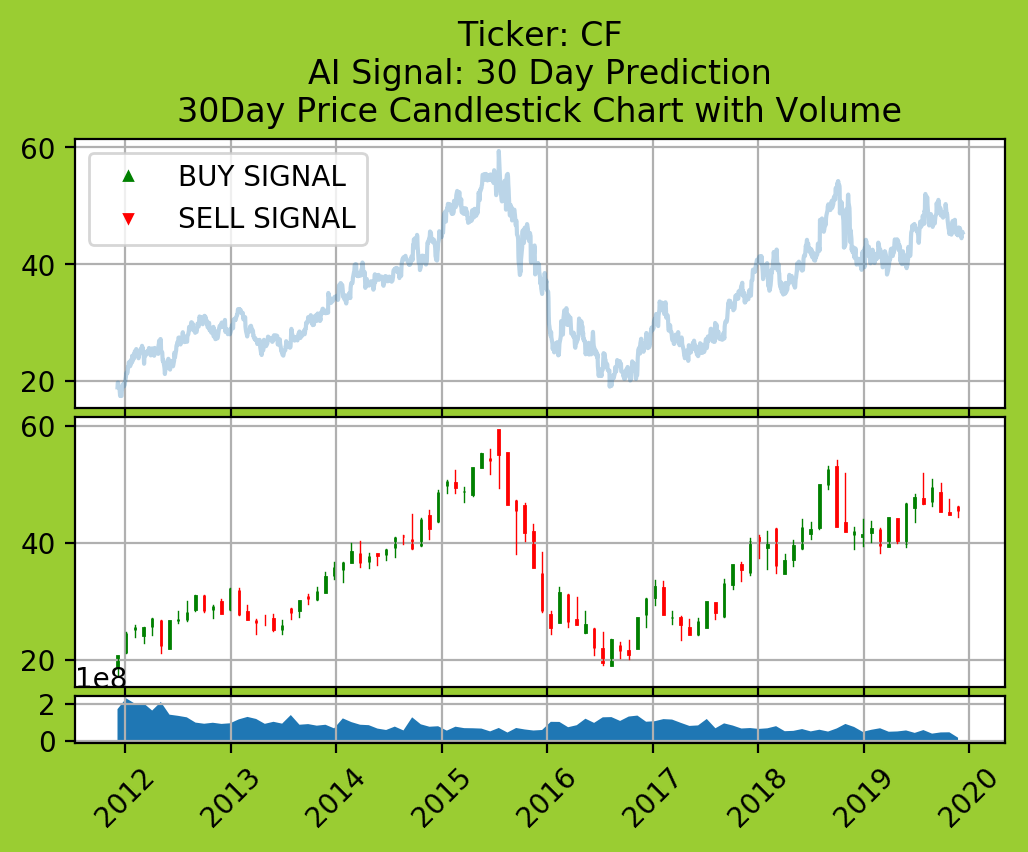 Ticker: CF
AI Signal: 30 Day Prediction
30Day Price Candlestick Chart with Volume
60
40
20
BUY SIGNAL
SELL SIGNAL
60
40
20
1e8
2
0
2012
2013
2014
2015
2016
2017
2018
2019
2020